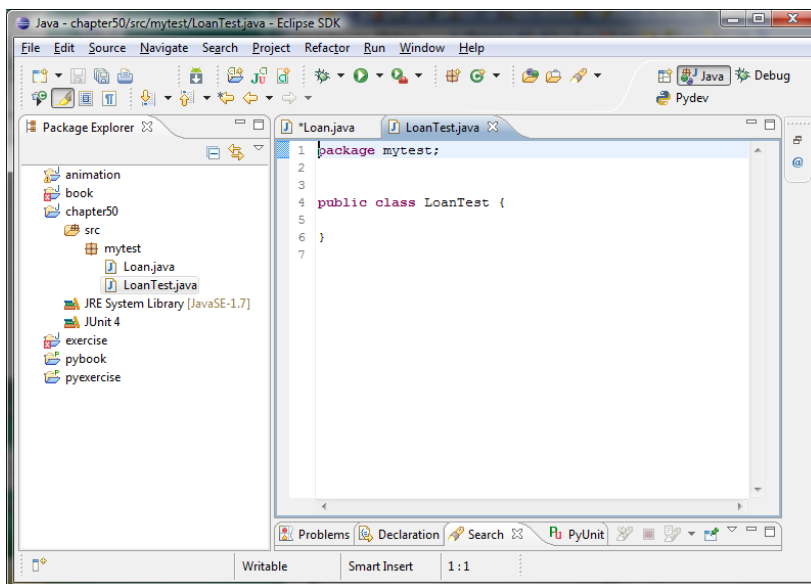 Java - chapter50/src/mytest/LoanTest.java - Eclipse SDK
File Edit Source Navigate Search Project Refactor Run Window Help
Java Debug
Pydev
Package Explorer
*Loan.java LoanTest.java
animation
book
chapter50
src
mytest
Loan.java
LoanTest.java
JRE System Library [JavaSE-1.7]
JUnit 4
exercise
pybook
pyexercise
1 package mytest;
2
3
4 public class LoanTest {
5
6 }
7
Problems Declaration Search PyUnit
Writable Smart Insert 1 : 1